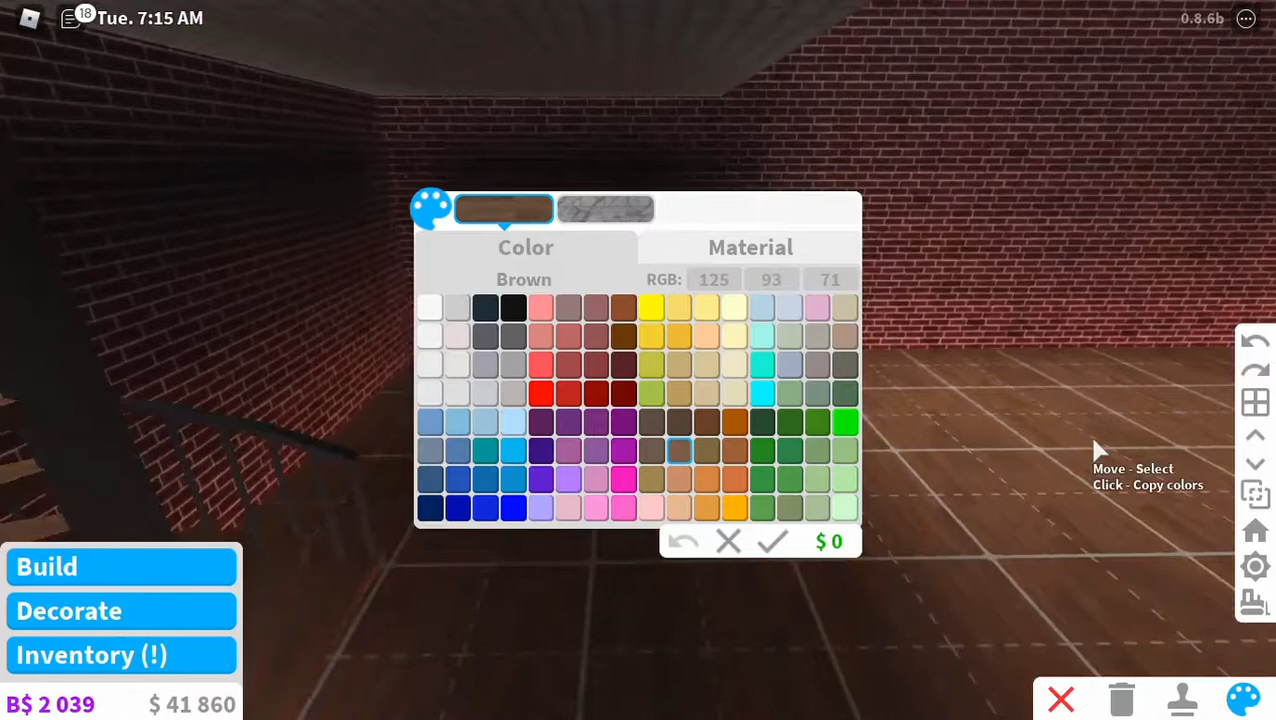 18
Tue. 7:15 AM
0.8.6b
Color
Material
Brown
RGB: 125 93 71
Move - Select
Click - Copy colors
$ 0
Build
Decorate
Inventory (!)
B$ 2 039
$ 41 860